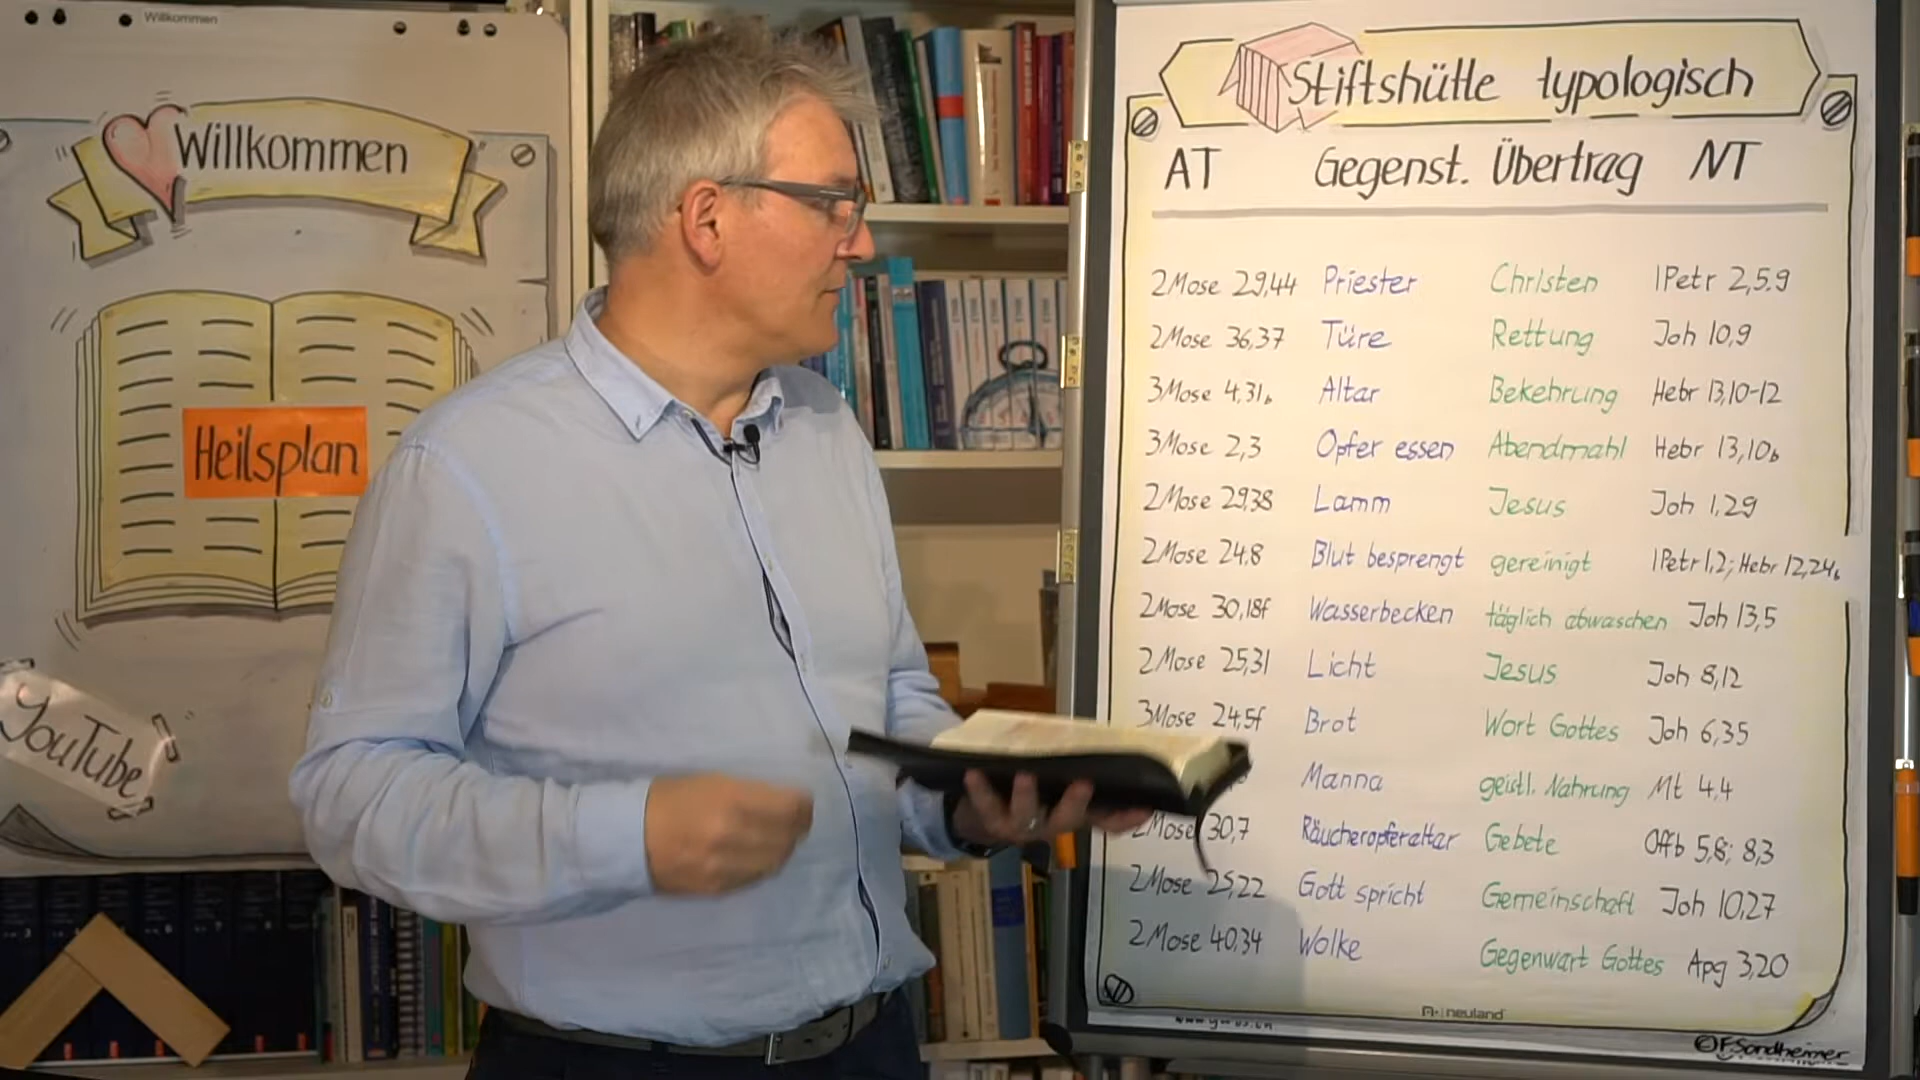 Willkommen
Willkommen
Heilsplan
YouTube
Stiftshütte typologisch
AT Gegenst. Übertrag NT
2Mose 29,44 Priester Christen 1Petr 2,5.9
2Mose 36,37 Türe Rettung Joh 10,9
3Mose 4,31b Altar Bekehrung Hebr 13,10-12
3Mose 2,3 Opfer essen Abendmahl Hebr 13,10b
2Mose 29,38 Lamm Jesus Joh 1,29
2Mose 24,8 Blut besprengt gereinigt 1Petr 1,2; Hebr 12,24b
2Mose 30,18f Wasserbecken täglich abwaschen Joh 13,5
2Mose 25,31 Licht Jesus Joh 8,12
3Mose 24,5f Brot Wort Gottes Joh 6,35
Manna geistl. Nahrung Mt 4,4
2Mose 30,7 Räucheropferaltar Gebete Offb 5,8; 8,3
2Mose 25,22 Gott spricht Gemeinschaft Joh 10,27
2Mose 40,34 Wolke Gegenwart Gottes Apg 3,20
neuland
©F.Sondheimer